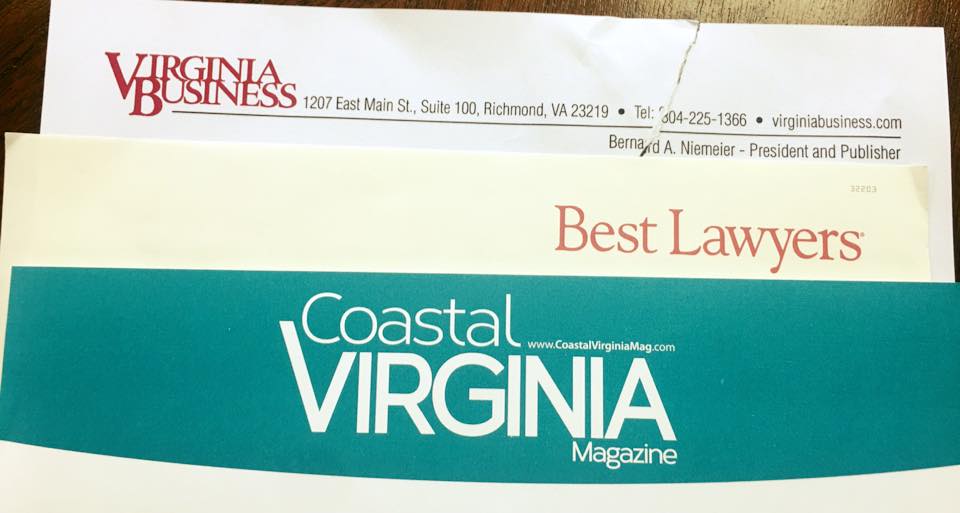 VIRGINIA
BUSINESS 1207 East Main St., Suite 100, Richmond, VA 23219 • Tel: 804-225-1366 • virginiabusiness.com
Bernard A. Niemeier - President and Publisher
32203
Best Lawyers®
Coastal
www.CoastalVirginiaMag.com
VIRGINIA
Magazine